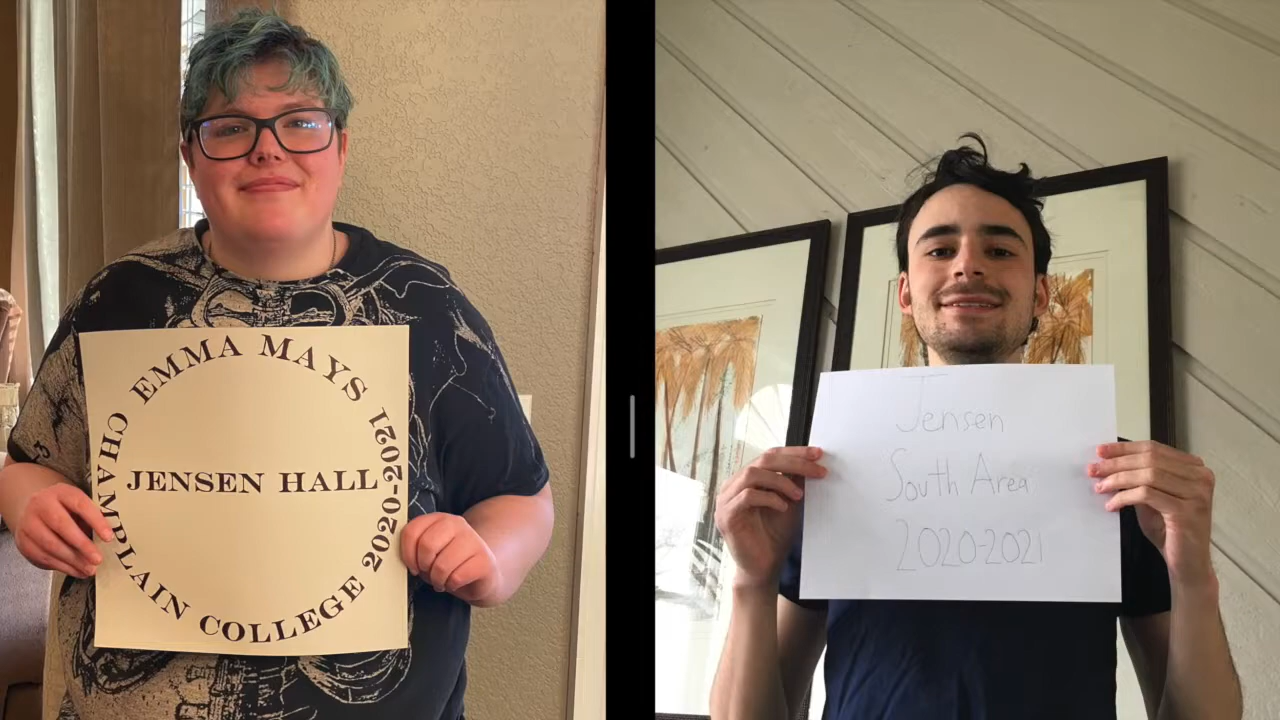 EMMA MAYS
CHAMPLAIN COLLEGE 2020-2021
JENSEN HALL
Jensen
South Area
2020-2021